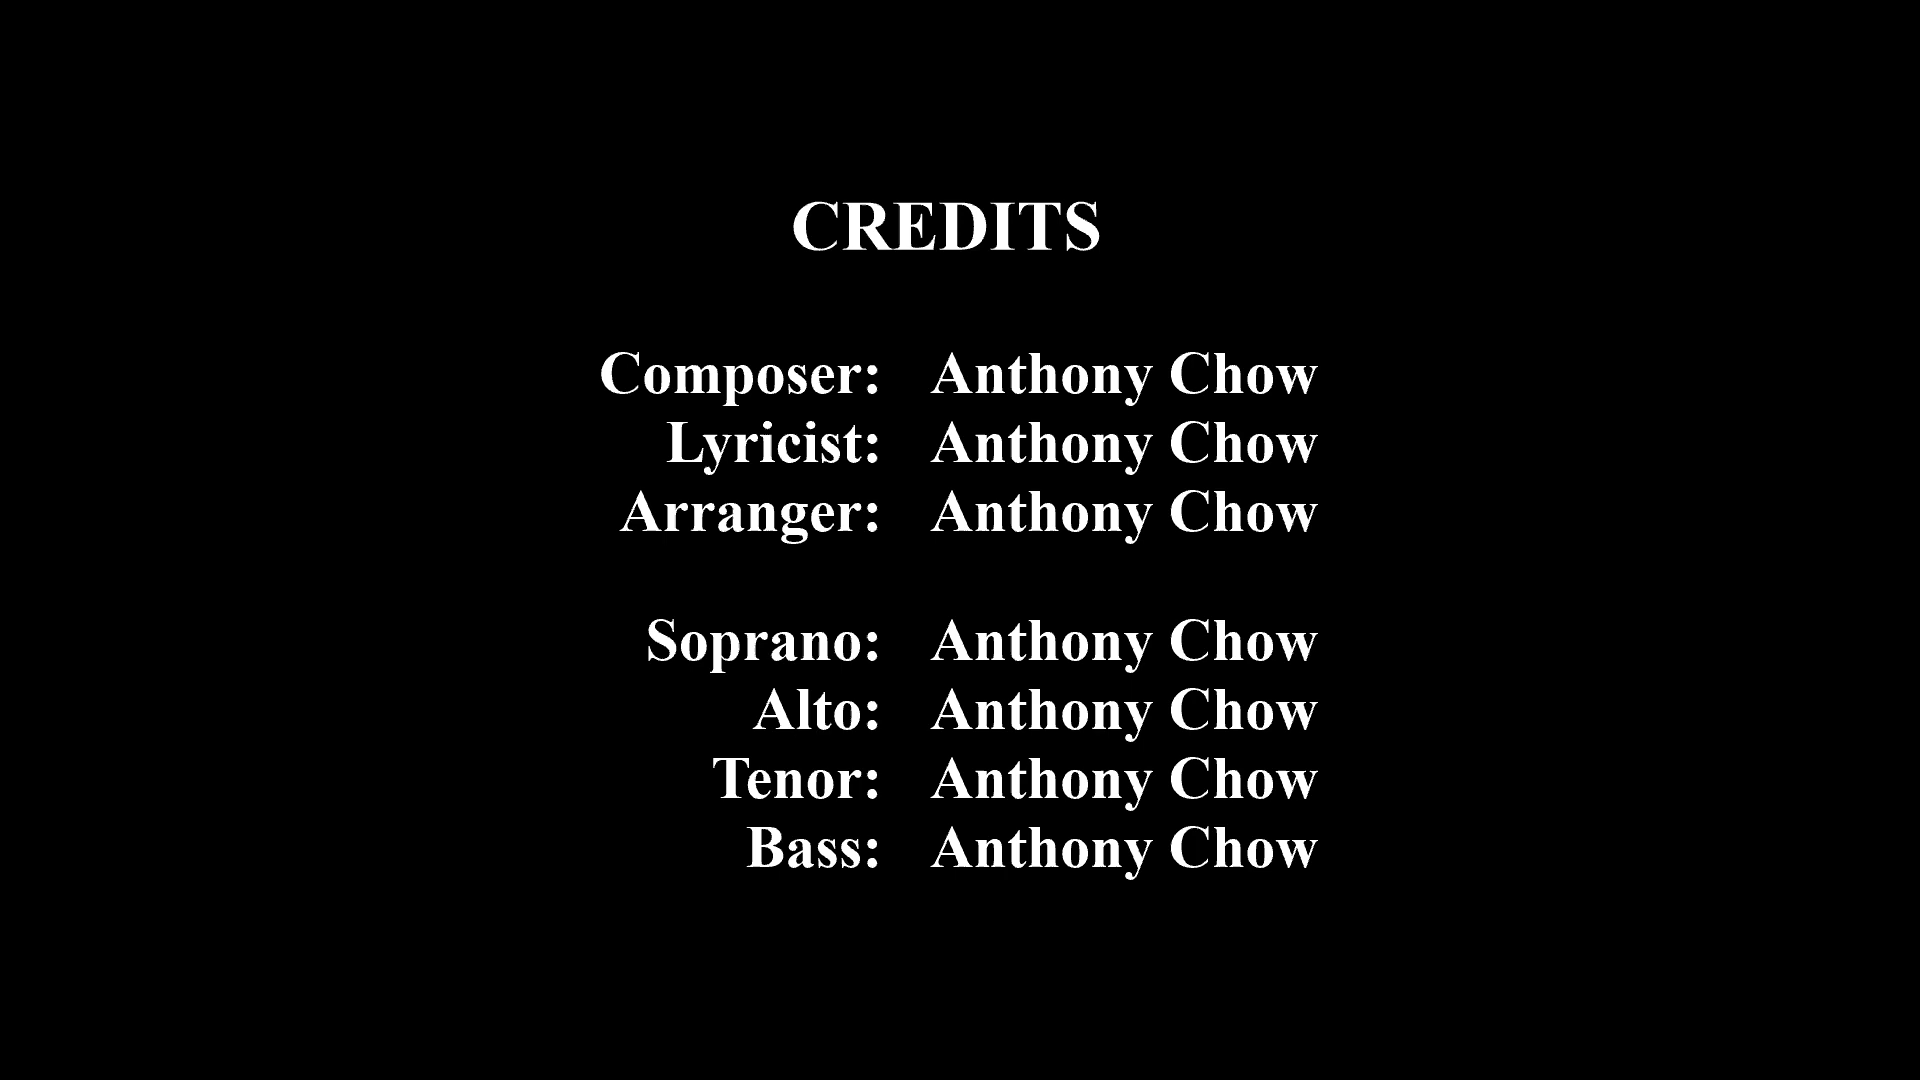 CREDITS
Composer: Anthony Chow
Lyricist: Anthony Chow
Arranger: Anthony Chow
Soprano: Anthony Chow
Alto: Anthony Chow
Tenor: Anthony Chow
Bass: Anthony Chow